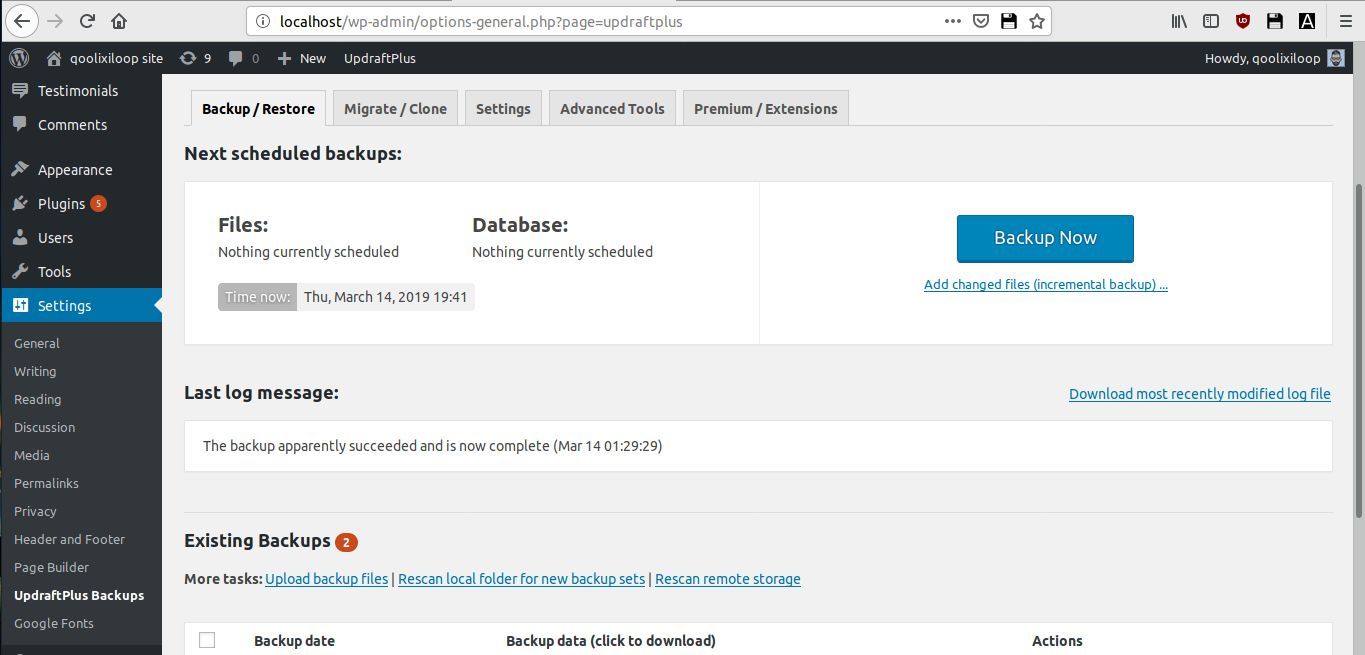 localhost/wp-admin/options-general.php?page=updraftplus
qoolixiloop site 9 0 New UpdraftPlus Howdy, qoolixiloop
Testimonials
Comments
Appearance
Plugins 5
Users
Tools
Settings
General
Writing
Reading
Discussion
Media
Permalinks
Privacy
Header and Footer
Page Builder
UpdraftPlus Backups
Google Fonts
Backup / Restore Migrate / Clone Settings Advanced Tools Premium / Extensions
Next scheduled backups:
Files: Database:
Nothing currently scheduled Nothing currently scheduled
Time now: Thu, March 14, 2019 19:41
Backup Now
Add changed files (incremental backup) ...
Last log message: Download most recently modified log file
The backup apparently succeeded and is now complete (Mar 14 01:29:29)
Existing Backups 2
More tasks: Upload backup files | Rescan local folder for new backup sets | Rescan remote storage
Backup date Backup data (click to download) Actions